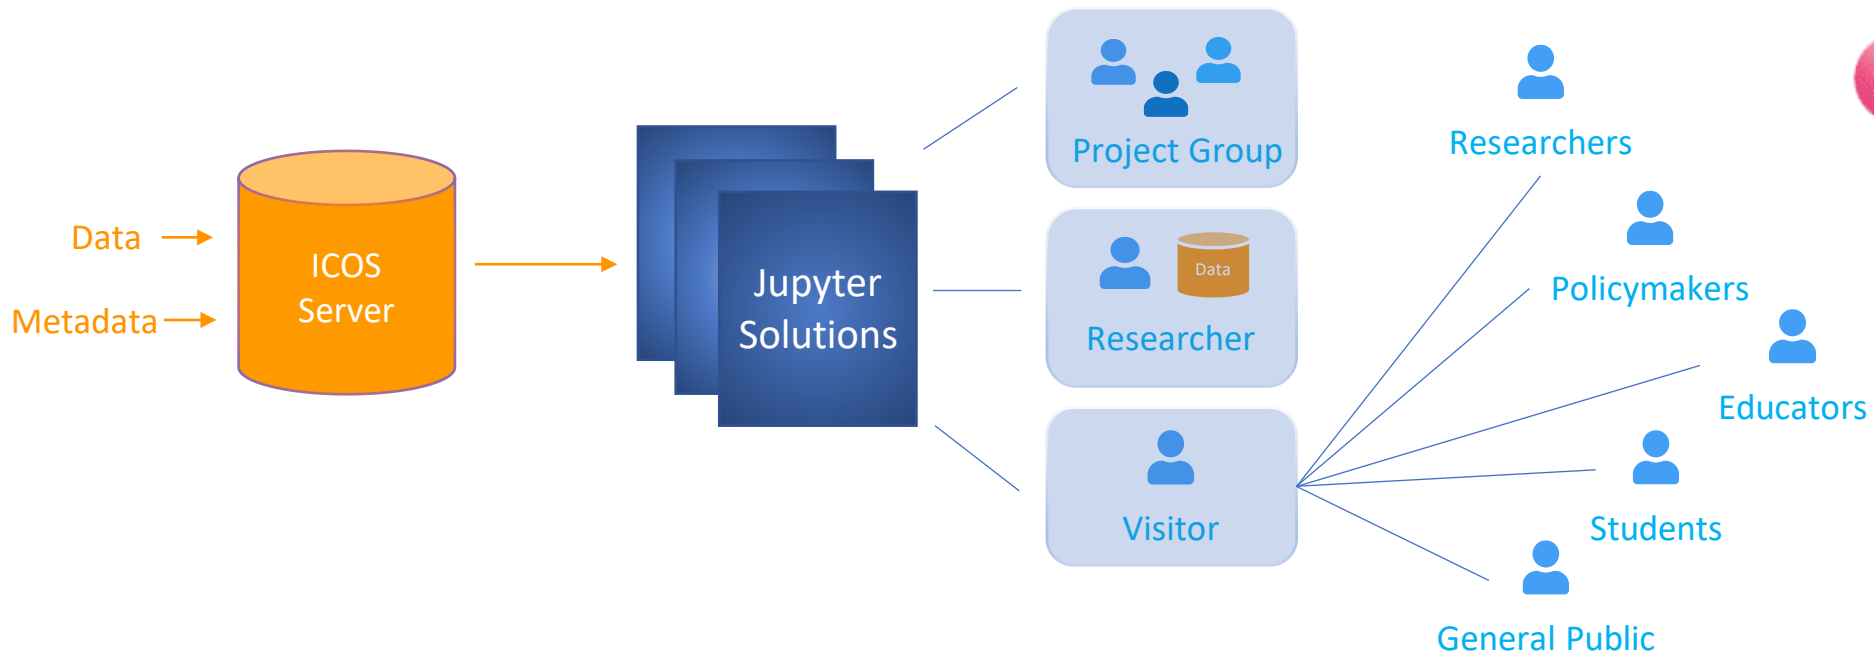 Data
Metadata
ICOS
Server
Jupyter
Solutions
Project Group
Data
Researcher
Visitor
Researchers
Policymakers
Educators
Students
General Public